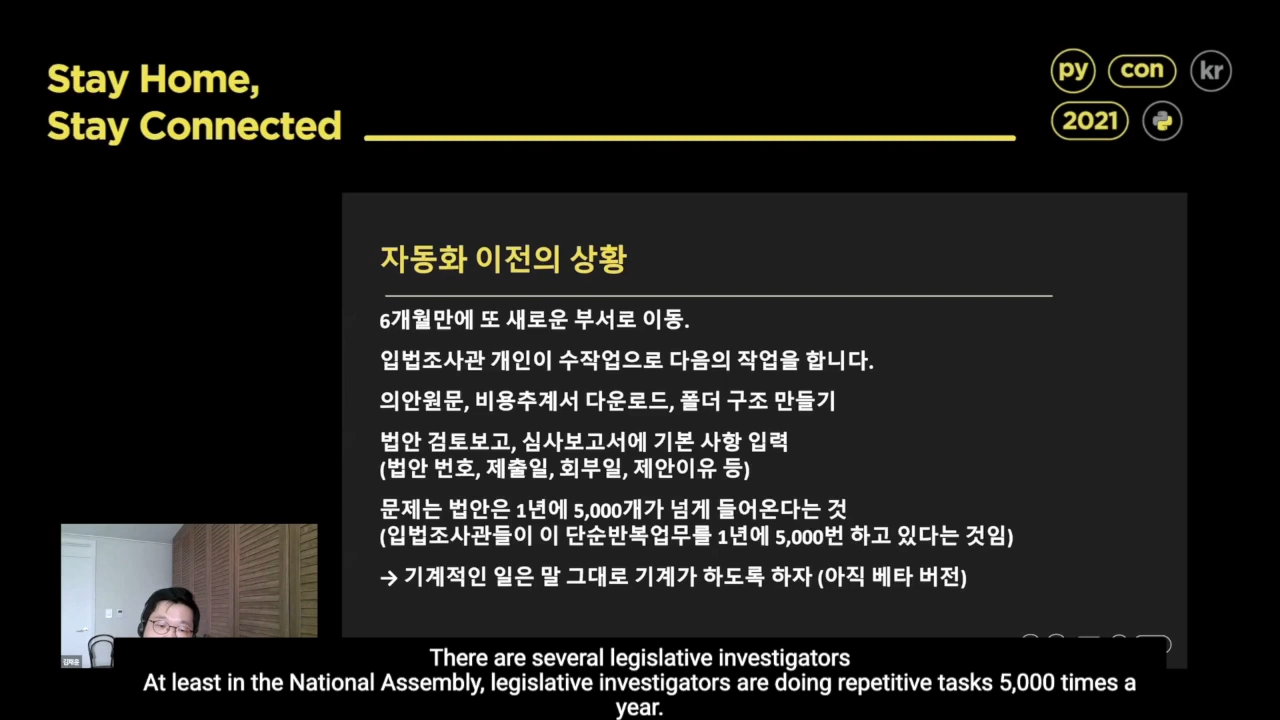 Stay Home,
Stay Connected
py con kr
2021
자동화 이전의 상황
6개월만에 또 새로운 부서로 이동.
입법조사관 개인이 수작업으로 다음의 작업을 합니다.
의안원문, 비용추계서 다운로드, 폴더 구조 만들기
법안 검토보고, 심사보고서에 기본 사항 입력
(법안 번호, 제출일, 회부일, 제안이유 등)
문제는 법안은 1년에 5,000개가 넘게 들어온다는 것
(입법조사관들이 이 단순반복업무를 1년에 5,000번 하고 있다는 것임)
→ 기계적인 일은 말 그대로 기계가 하도록 하자 (아직 베타 버전)
There are several legislative investigators
At least in the National Assembly, legislative investigators are doing repetitive tasks 5,000 times a
year.